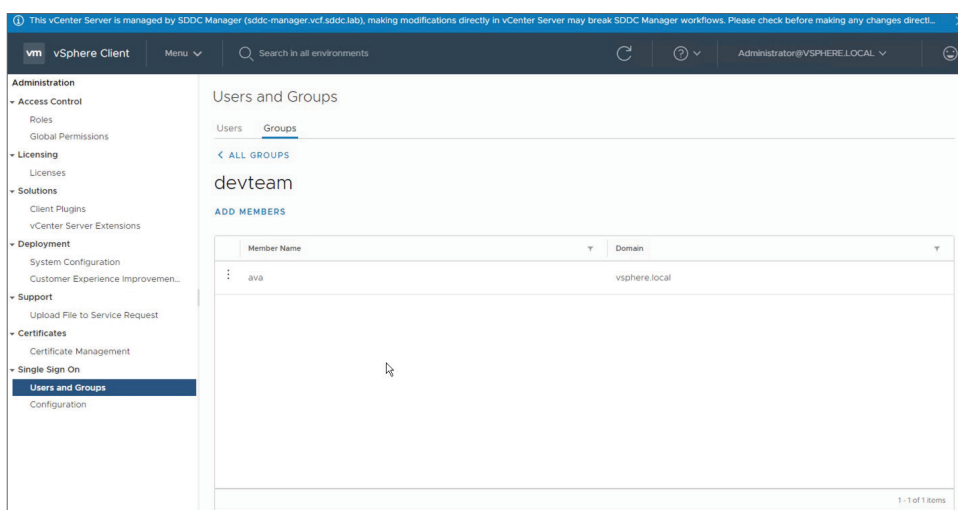 This vCenter Server is managed by SDDC Manager (sddc-manager.vcf.sddc.lab), making modifications directly in vCenter Server may break SDDC Manager workflows. Please check before making any changes directl...
vm vSphere Client Menu Search in all environments Administrator@VSPHERE.LOCAL
Administration
Access Control
Roles
Global Permissions
Licensing
Licenses
Solutions
Client Plugins
vCenter Server Extensions
Deployment
System Configuration
Customer Experience Improvemen...
Support
Upload File to Service Request
Certificates
Certificate Management
Single Sign On
Users and Groups
Configuration
Users and Groups
Users Groups
< ALL GROUPS
devteam
ADD MEMBERS
Member Name Domain
ava vsphere.local
1 - 1 of 1 items